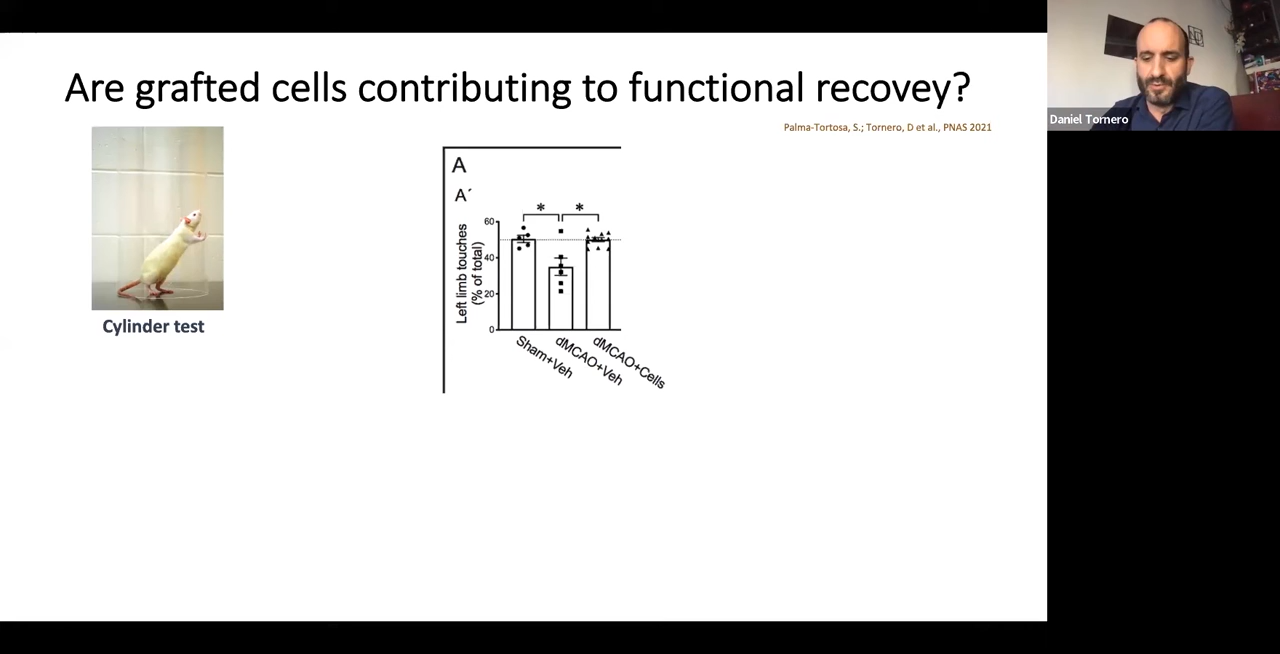 Are grafted cells contributing to functional recovey?
Palma-Tortosa, S.; Tornero, D et al., PNAS 2021
Daniel Tornero
Cylinder test
A
A´
* *
Left limb touches
(% of total)
60
40
20
0
Sham+Veh
dMCAO+Veh
dMCAO+Cells